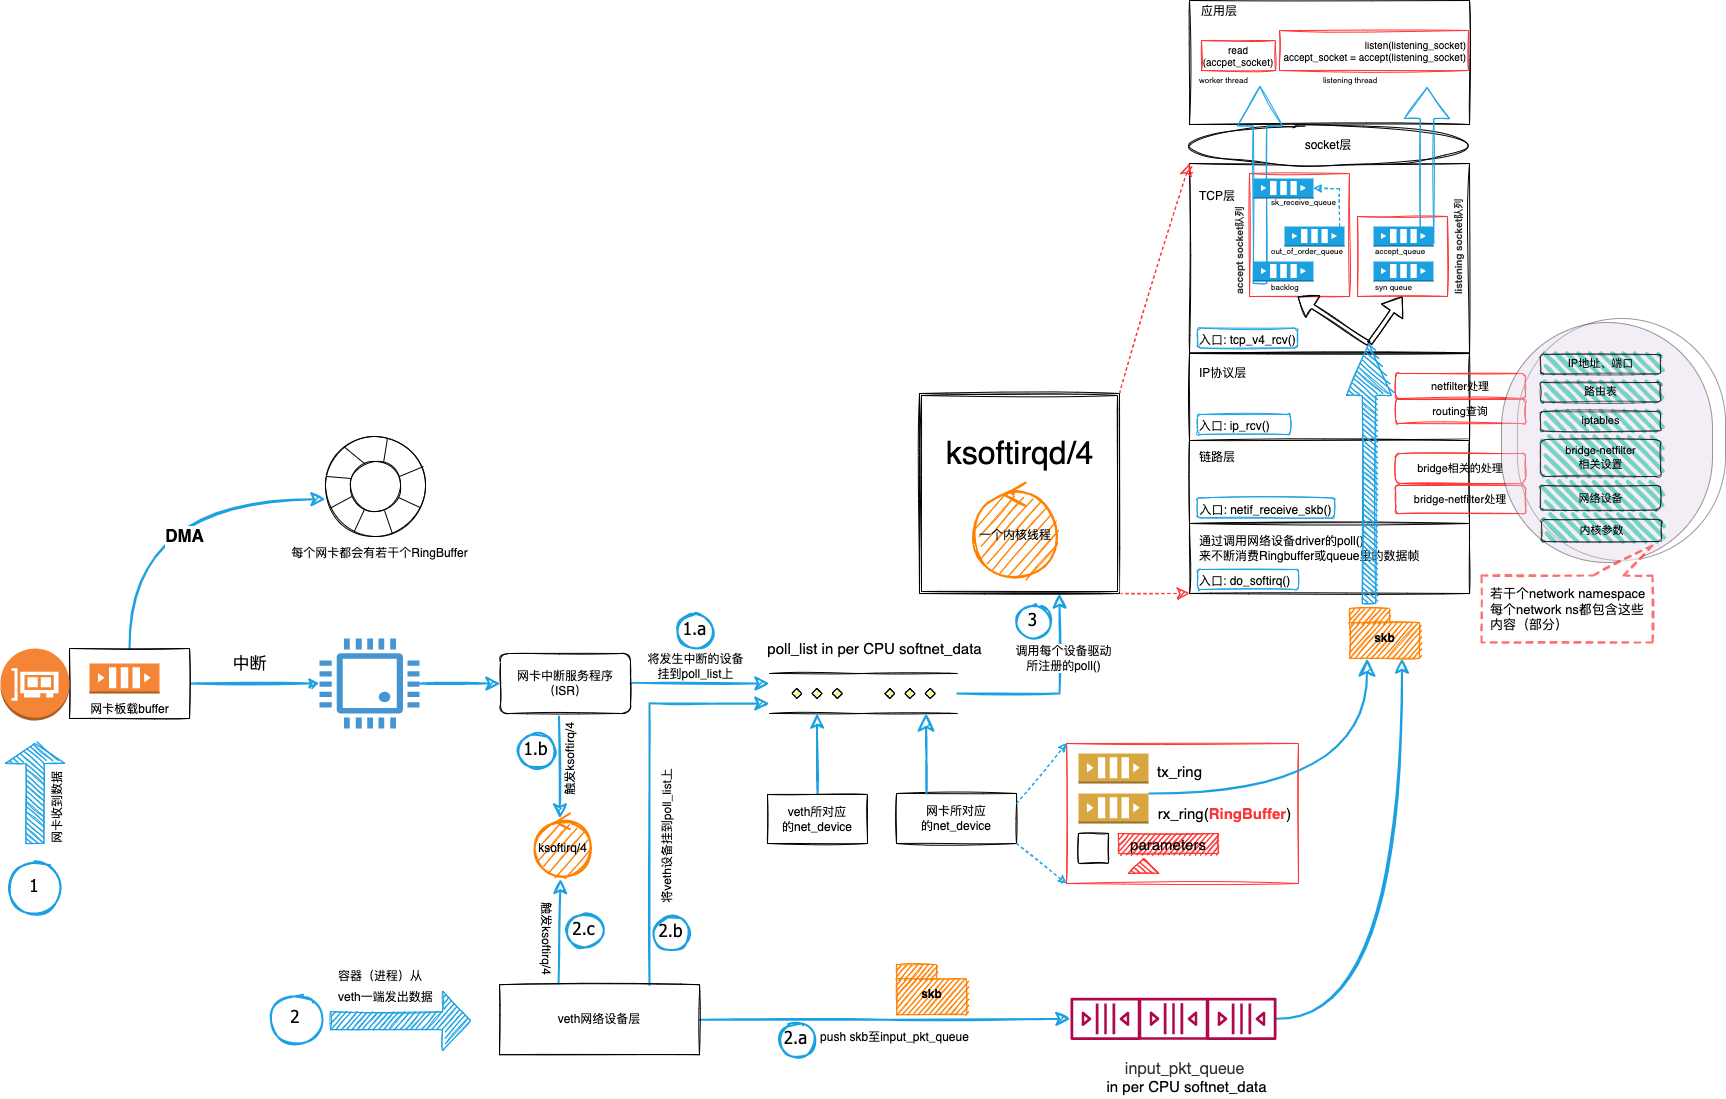 应用层
read
(accpet_socket)
listen(listening_socket)
accept_socket = accept(listening_socket)
worker thread
listening thread
socket层
TCP层
accept socket队列
sk_receive_queue
out_of_order_queue
backlog
accept_queue
syn queue
listening socket队列
入口: tcp_v4_rcv()
IP协议层
netfilter处理
routing查询
入口: ip_rcv()
链路层
bridge相关的处理
bridge-netfilter处理
入口: netif_receive_skb()
通过调用网络设备driver的poll()
来不断消费Ringbuffer或queue里的数据帧
入口: do_softirq()
IP地址、端口
路由表
iptables
bridge-netfilter
相关设置
网络设备
内核参数
若干个network namespace
每个network ns都包含这些
内容（部分）
ksoftirqd/4
一个内核线程
DMA
每个网卡都会有若干个RingBuffer
skb
3
调用每个设备驱动
所注册的poll()
1.a
将发生中断的设备
挂到poll_list上
poll_list in per CPU softnet_data
中断
网卡中断服务程序
（ISR）
网卡板载buffer
1.b
触发ksoftirq/4
网卡收到数据
1
ksoftirq/4
将veth设备挂到poll_list上
veth所对应
的net_device
网卡所对应
的net_device
tx_ring
rx_ring(RingBuffer)
parameters
触发ksoftirq/4
2.c
2.b
容器（进程）从
veth一端发出数据
2
veth网络设备层
skb
2.a
push skb至input_pkt_queue
input_pkt_queue
in per CPU softnet_data